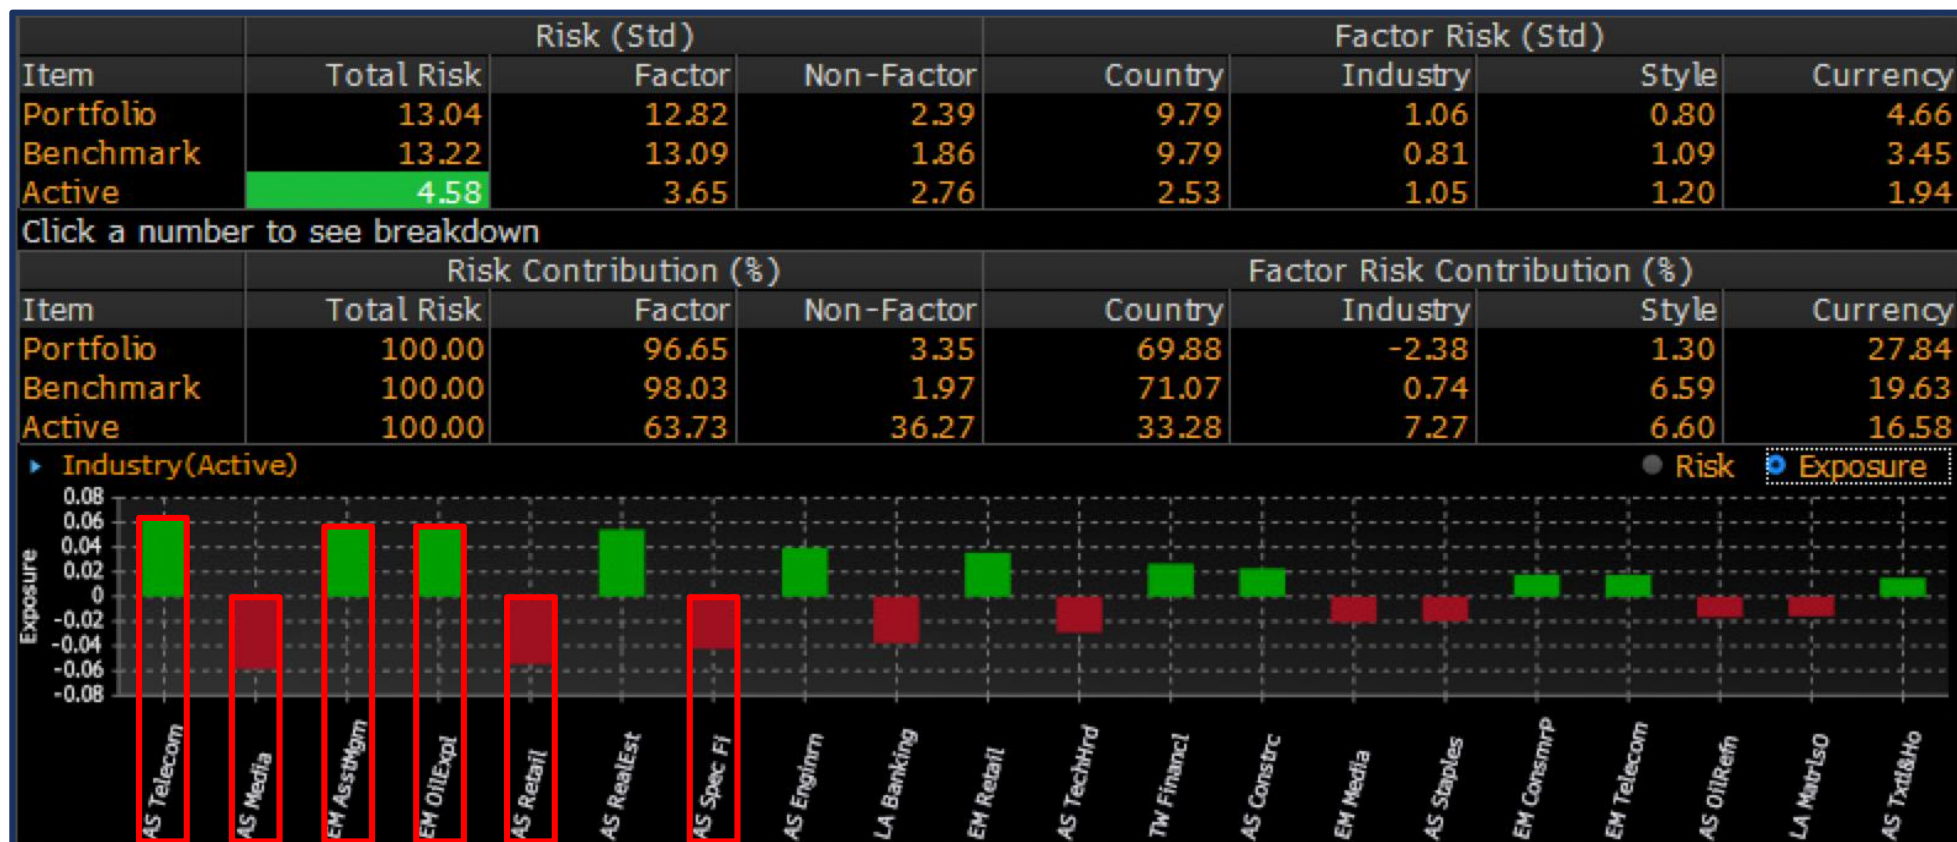 Risk (Std) Factor Risk (Std)
Item Total Risk Factor Non-Factor Country Industry Style Currency
Portfolio 13.04 12.82 2.39 9.79 1.06 0.80 4.66
Benchmark 13.22 13.09 1.86 9.79 0.81 1.09 3.45
Active 4.58 3.65 2.76 2.53 1.05 1.20 1.94
Click a number to see breakdown
Risk Contribution (%) Factor Risk Contribution (%)
Item Total Risk Factor Non-Factor Country Industry Style Currency
Portfolio 100.00 96.65 3.35 69.88 -2.38 1.30 27.84
Benchmark 100.00 98.03 1.97 71.07 0.74 6.59 19.63
Active 100.00 63.73 36.27 33.28 7.27 6.60 16.58
Industry(Active) Risk Exposure
0.08
0.06
0.04
0.02
0
-0.02
-0.04
-0.06
-0.08
Exposure
AS Telecom
AS Media
EM AsstMgm
EM OilExpl
AS Retail
AS RealEst
AS Spec Fi
AS Enginrn
LA Banking
EM Retail
AS TechHrd
TW Financl
AS Constrc
EM Media
AS Staples
EM ConsmrP
EM Telecom
AS OilRefn
LA MatrlsO
AS Txtl&Ho